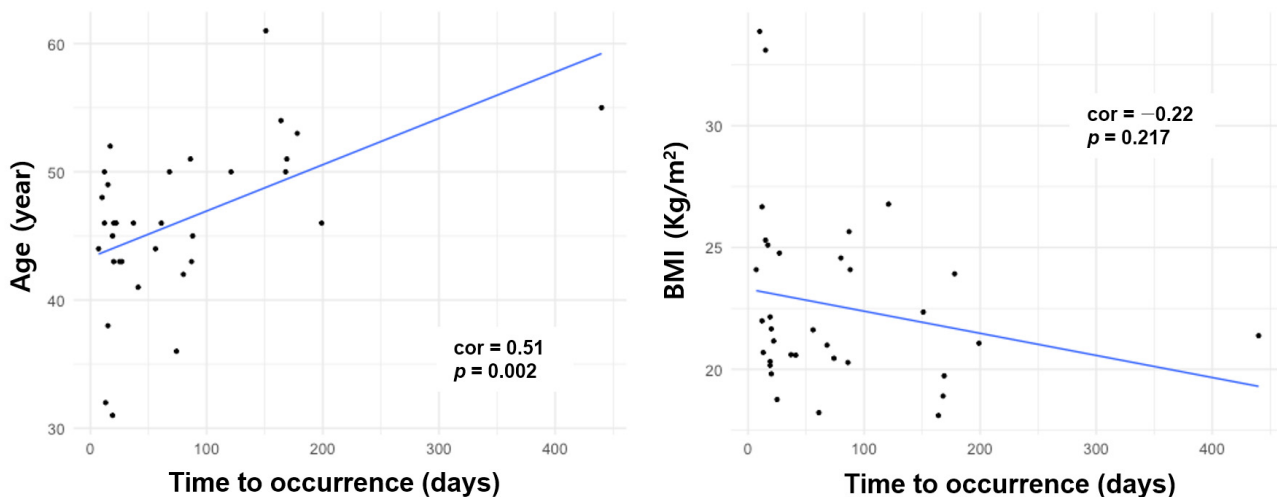 60
50
40
30
Age (year)
cor = 0.51
p = 0.002
0 100 200 300 400
Time to occurrence (days)
30
25
20
BMI (Kg/m²)
cor = −0.22
p = 0.217
0 100 200 300 400
Time to occurrence (days)